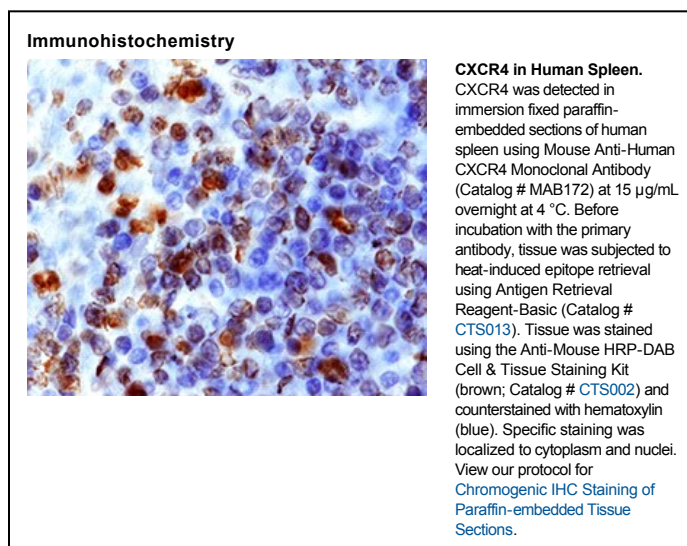 Immunohistochemistry
CXCR4 in Human Spleen.
CXCR4 was detected in
immersion fixed paraffin-
embedded sections of human
spleen using Mouse Anti-Human
CXCR4 Monoclonal Antibody
(Catalog # MAB172) at 15 µg/mL
overnight at 4 °C. Before
incubation with the primary
antibody, tissue was subjected to
heat-induced epitope retrieval
using Antigen Retrieval
Reagent-Basic (Catalog #
CTS013). Tissue was stained
using the Anti-Mouse HRP-DAB
Cell & Tissue Staining Kit
(brown; Catalog # CTS002) and
counterstained with hematoxylin
(blue). Specific staining was
localized to cytoplasm and nuclei.
View our protocol for
Chromogenic IHC Staining of
Paraffin-embedded Tissue
Sections.